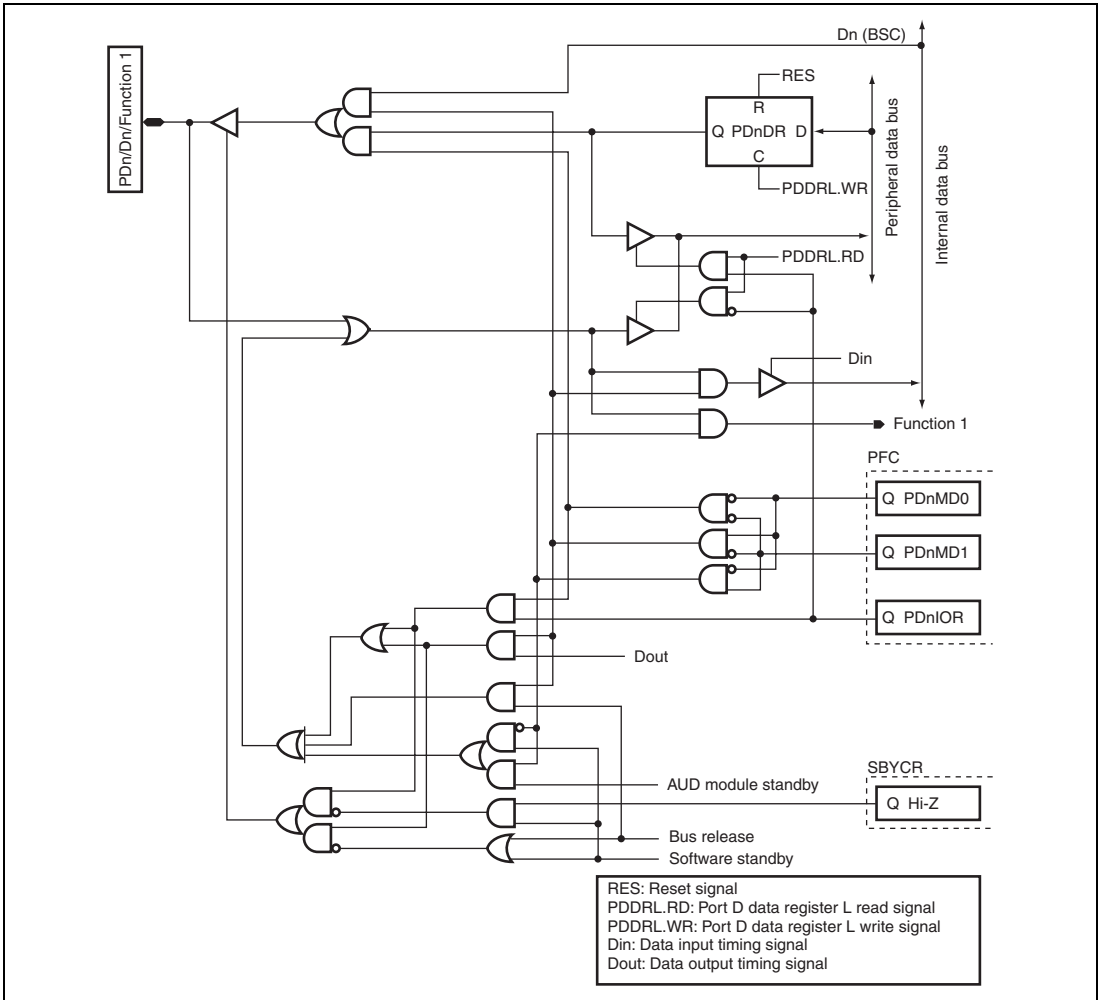 PDn/Dn/Function 1
Dn (BSC)
RES
R
Q PDnDR D
C
PDDRL.WR
Peripheral data bus
Internal data bus
PDDRL.RD
Din
Function 1
PFC
Q PDnMD0
Q PDnMD1
Q PDnIOR
Dout
AUD module standby
SBYCR
Q Hi-Z
Bus release
Software standby
RES: Reset signal
PDDRL.RD: Port D data register L read signal
PDDRL.WR: Port D data register L write signal
Din: Data input timing signal
Dout: Data output timing signal